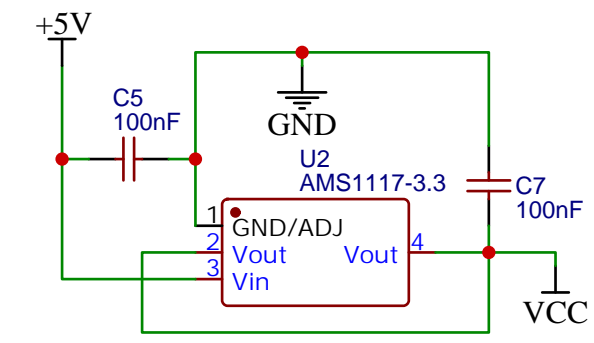 +5V
C5
100nF
GND
U2
AMS1117-3.3
C7
100nF
1
GND/ADJ
2
Vout
Vout
4
3
Vin
VCC